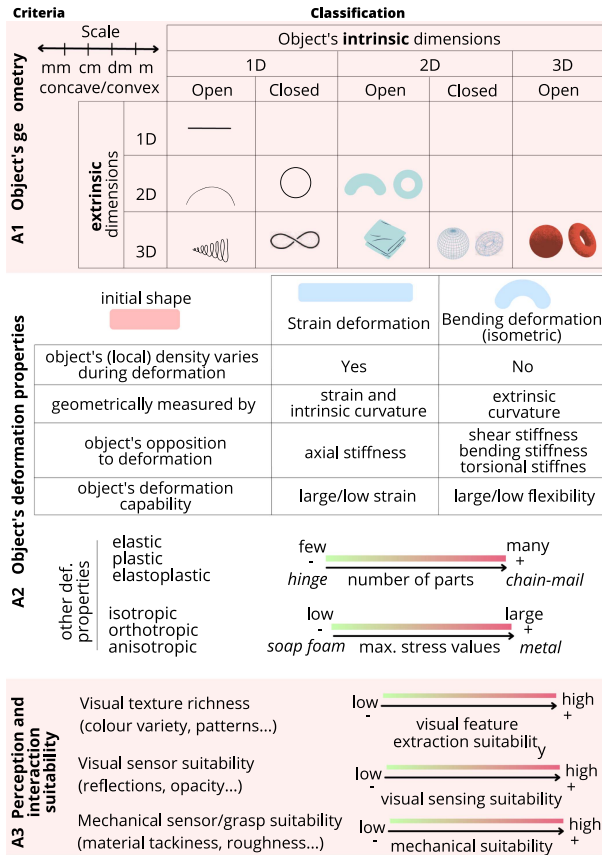 Criteria
Classification
Scale
mm cm dm m
concave/convex
Object's intrinsic dimensions
1D
2D
3D
Open
Closed
Open
Closed
Open
A1 Object's ge ometry
extrinsic
dimensions
1D
2D
3D
A2 Object's deformation properties
initial shape
Strain deformation
Bending deformation
(isometric)
object's (local) density varies
during deformation
Yes
No
geometrically measured by
strain and
intrinsic curvature
extrinsic
curvature
object's opposition
to deformation
axial stiffness
shear stiffness
bending stiffness
torsional stiffnes
object's deformation
capability
large/low strain
large/low flexibility
other def.
properties
elastic
plastic
elastoplastic
isotropic
orthotropic
anisotropic
few
many
-
+
hinge
number of parts
chain-mail
low
large
-
+
soap foam
max. stress values
metal
A3 Perception and
interaction
suitability
Visual texture richness
(colour variety, patterns...)
low
high
-
+
visual feature
extraction suitability
Visual sensor suitability
(reflections, opacity...)
low
high
-
+
visual sensing suitability
Mechanical sensor/grasp suitability
(material tackiness, roughness...)
low
high
-
+
mechanical suitability